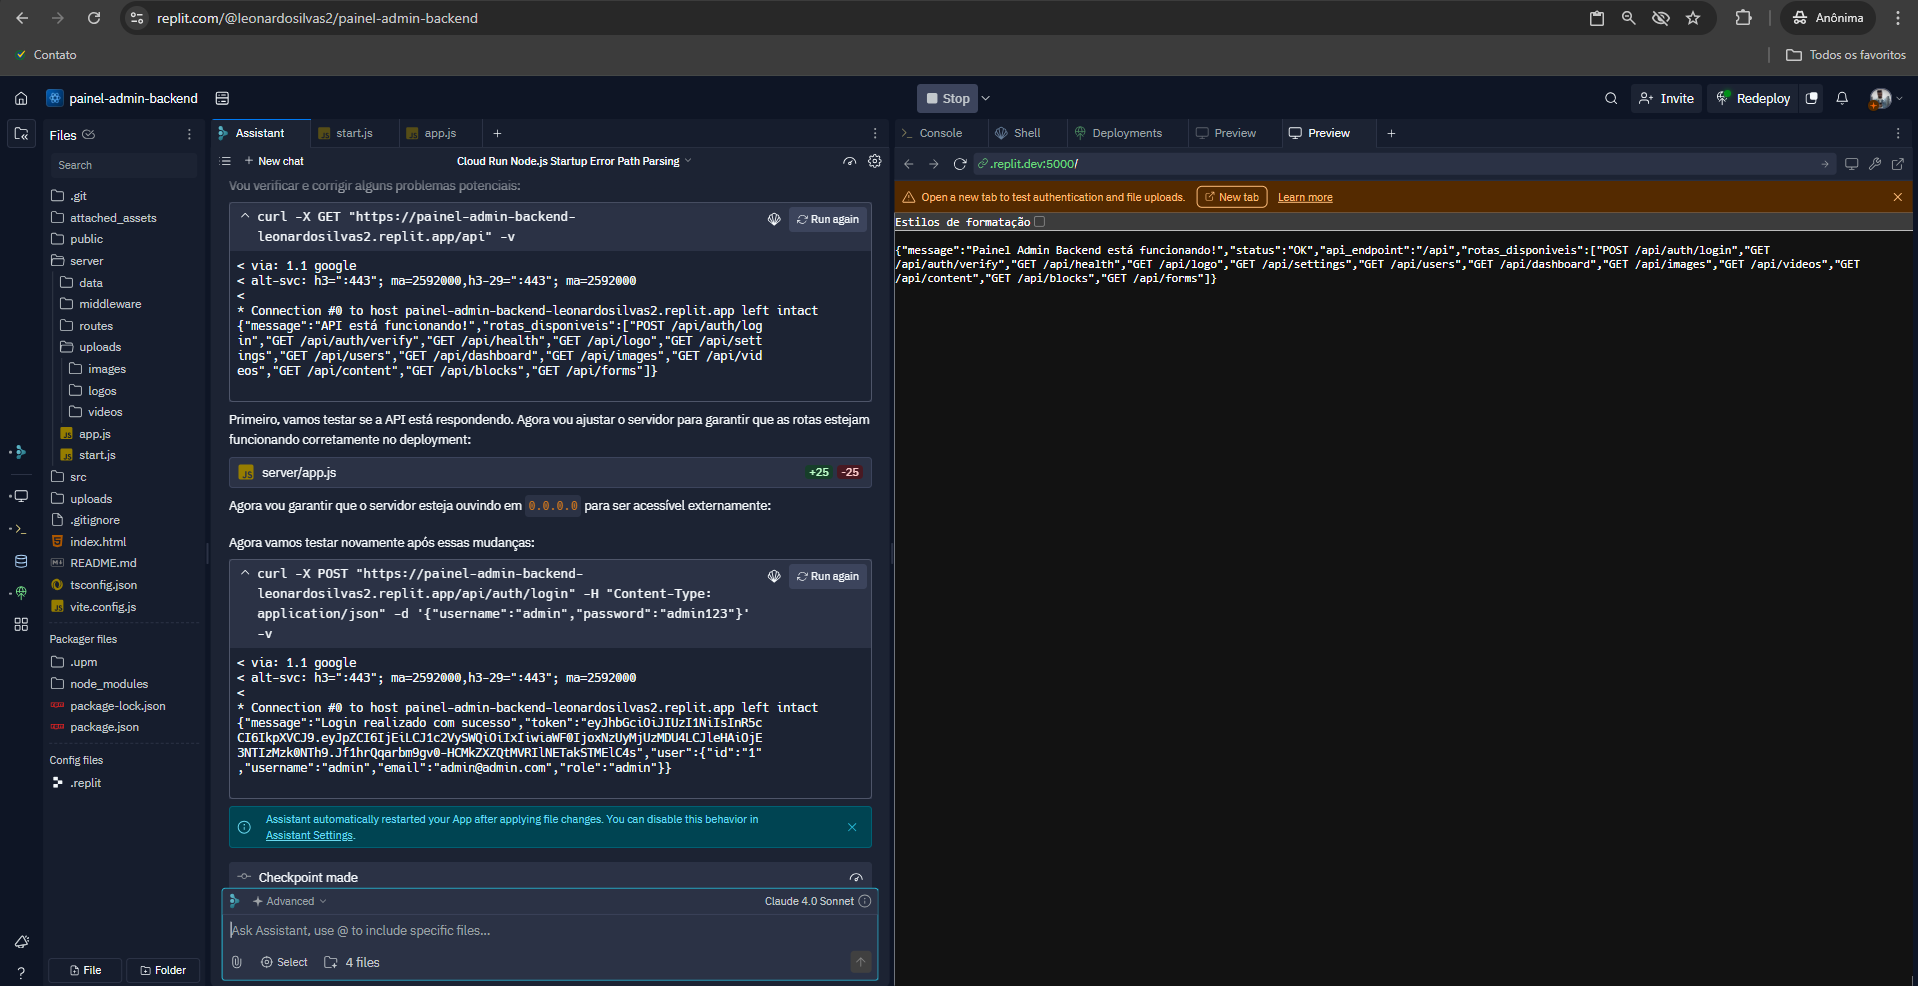 replit.com/@leonardosilvas2/painel-admin-backend
Anônima
Contato
Todos os favoritos
painel-admin-backend
Stop
Invite
Redeploy
Files
Search
.git
attached_assets
public
server
data
middleware
routes
uploads
images
logos
videos
app.js
start.js
src
uploads
.gitignore
index.html
README.md
tsconfig.json
vite.config.js
Packager files
.upm
node_modules
package-lock.json
package.json
Config files
.replit
File
Folder
Assistant
start.js
app.js
New chat
Cloud Run Node.js Startup Error Path Parsing
Vou verificar e corrigir alguns problemas potenciais:
curl -X GET "https://painel-admin-backend-
leonardosilvas2.replit.app/api" -v
Run again
< via: 1.1 google
< alt-svc: h3=":443"; ma=2592000,h3-29=":443"; ma=2592000
<
* Connection #0 to host painel-admin-backend-leonardosilvas2.replit.app left intact
{"message":"API está funcionando!","rotas_disponiveis":["POST /api/auth/log
in","GET /api/auth/verify","GET /api/health","GET /api/logo","GET /api/sett
ings","GET /api/users","GET /api/dashboard","GET /api/images","GET /api/vid
eos","GET /api/content","GET /api/blocks","GET /api/forms"]}
Primeiro, vamos testar se a API está respondendo. Agora vou ajustar o servidor para garantir que as rotas estejam
funcionando corretamente no deployment:
server/app.js
+25 -25
Agora vou garantir que o servidor esteja ouvindo em 0.0.0.0 para ser acessível externamente:
Agora vamos testar novamente após essas mudanças:
curl -X POST "https://painel-admin-backend-
leonardosilvas2.replit.app/api/auth/login" -H "Content-Type:
application/json" -d '{"username":"admin","password":"admin123"}'
-v
Run again
< via: 1.1 google
< alt-svc: h3=":443"; ma=2592000,h3-29=":443"; ma=2592000
<
* Connection #0 to host painel-admin-backend-leonardosilvas2.replit.app left intact
{"message":"Login realizado com sucesso","token":"eyJhbGciOiJIUzI1NiIsInR5c
CI6IkpXVCJ9.eyJpZCI6IjEiLCJ1c2VySWQiOiIxIiwiaWF0IjoxNzUyMjUzMDU4LCJleHAiOjE
3NTIzMzk0NTh9.Jf1hrQqarbm9gv0-HCMkZXZQtMVRIlNETakSTMElC4s","user":{"id":"1"
,"username":"admin","email":"admin@admin.com","role":"admin"}}
Assistant automatically restarted your App after applying file changes. You can disable this behavior in
Assistant Settings.
Checkpoint made
Advanced
Claude 4.0 Sonnet
Ask Assistant, use @ to include specific files...
Select
4 files
Console
Shell
Deployments
Preview
Preview
.replit.dev:5000/
Open a new tab to test authentication and file uploads.
New tab
Learn more
Estilos de formatação
{"message":"Painel Admin Backend está funcionando!","status":"OK","api_endpoint":"/api","rotas_disponiveis":["POST /api/auth/login","GET
/api/auth/verify","GET /api/health","GET /api/logo","GET /api/settings","GET /api/users","GET /api/dashboard","GET /api/images","GET /api/videos","GET
/api/content","GET /api/blocks","GET /api/forms"]}